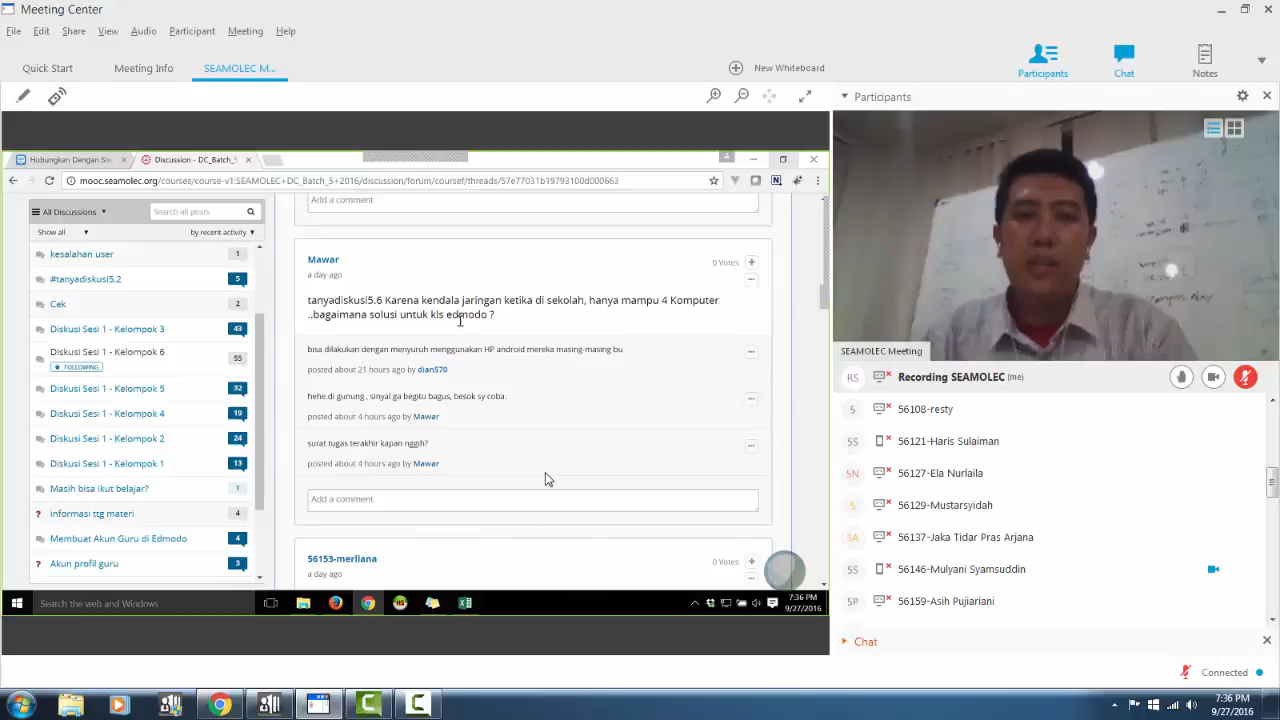 Meeting Center
File Edit Share View Audio Participant Meeting Help
Quick Start Meeting Info SEAMOLEC M... New Whiteboard
Participants Chat Notes
Hubungkan Dengan Sis
Discussion - DC_Batch_5
mooc.seamolec.org/courses/course-v1:SEAMOLEC+DC_Batch_5+2016/discussion/forum/coursef/threads/57e77031b19793100d000663
All Discussions
Search all posts
Show all
by recent activity
kesalahan user 1
#tanyadiskusi5.2 5
Cek 2
Diskusi Sesi 1 - Kelompok 3 43
Diskusi Sesi 1 - Kelompok 6 55
FOLLOWING
Diskusi Sesi 1 - Kelompok 5 32
Diskusi Sesi 1 - Kelompok 4 19
Diskusi Sesi 1 - Kelompok 2 24
Diskusi Sesi 1 - Kelompok 1 13
Masih bisa ikut belajar? 1
? informasi ttg materi 4
Membuat Akun Guru di Edmodo 4
? Akun profil guru 3
Add a comment
Mawar
0 Votes +
a day ago
tanyadiskusi5.6 Karena kendala jaringan ketika di sekolah, hanya mampu 4 Komputer
..bagaimana solusi untuk kls edmodo ?
bisa dilakukan dengan menyuruh menggunakan HP android mereka masing-masing bu
posted about 21 hours ago by dian570
hehe.di gunung , sinyal ga begitu bagus, besok sy coba.
posted about 4 hours ago by Mawar
surat tugas terakhir kapan nggih?
posted about 4 hours ago by Mawar
Add a comment
56153-merliana
0 Votes +
a day ago
Search the web and Windows
7:36 PM
9/27/2016
Participants
SEAMOLEC Meeting
RS Recording SEAMOLEC (me)
5 56108-resty
5S 56121-Haris Sulaiman
5N 56127-Ela Nurlaila
5 56129-Mustarsyidah
5A 56137-Jaka Tidar Pras Arjana
5S 56146-Mulyani Syamsuddin
5P 56159-Asih Pujiariani
Chat
Connected
7:36 PM
9/27/2016